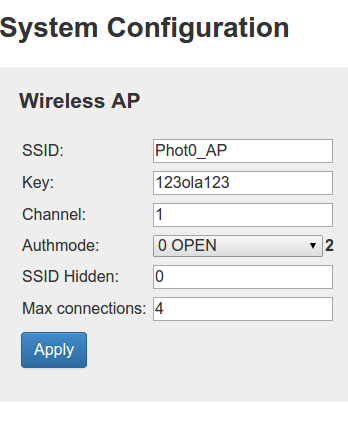 System Configuration
Wireless AP
SSID: Phot0_AP
Key: 123ola123
Channel: 1
Authmode: 0 OPEN 2
SSID Hidden: 0
Max connections: 4
Apply